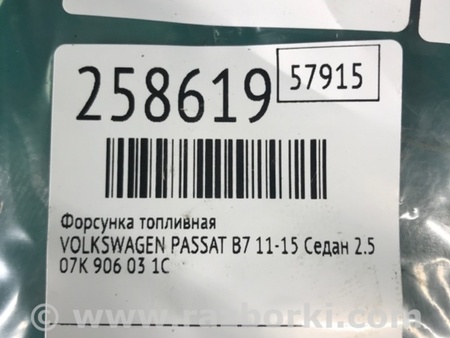 258619
57915
Форсунка топливная
VOLKSWAGEN PASSAT B7 11-15 Седан 2.5
07K 906 03 1C
© www.razborki.com